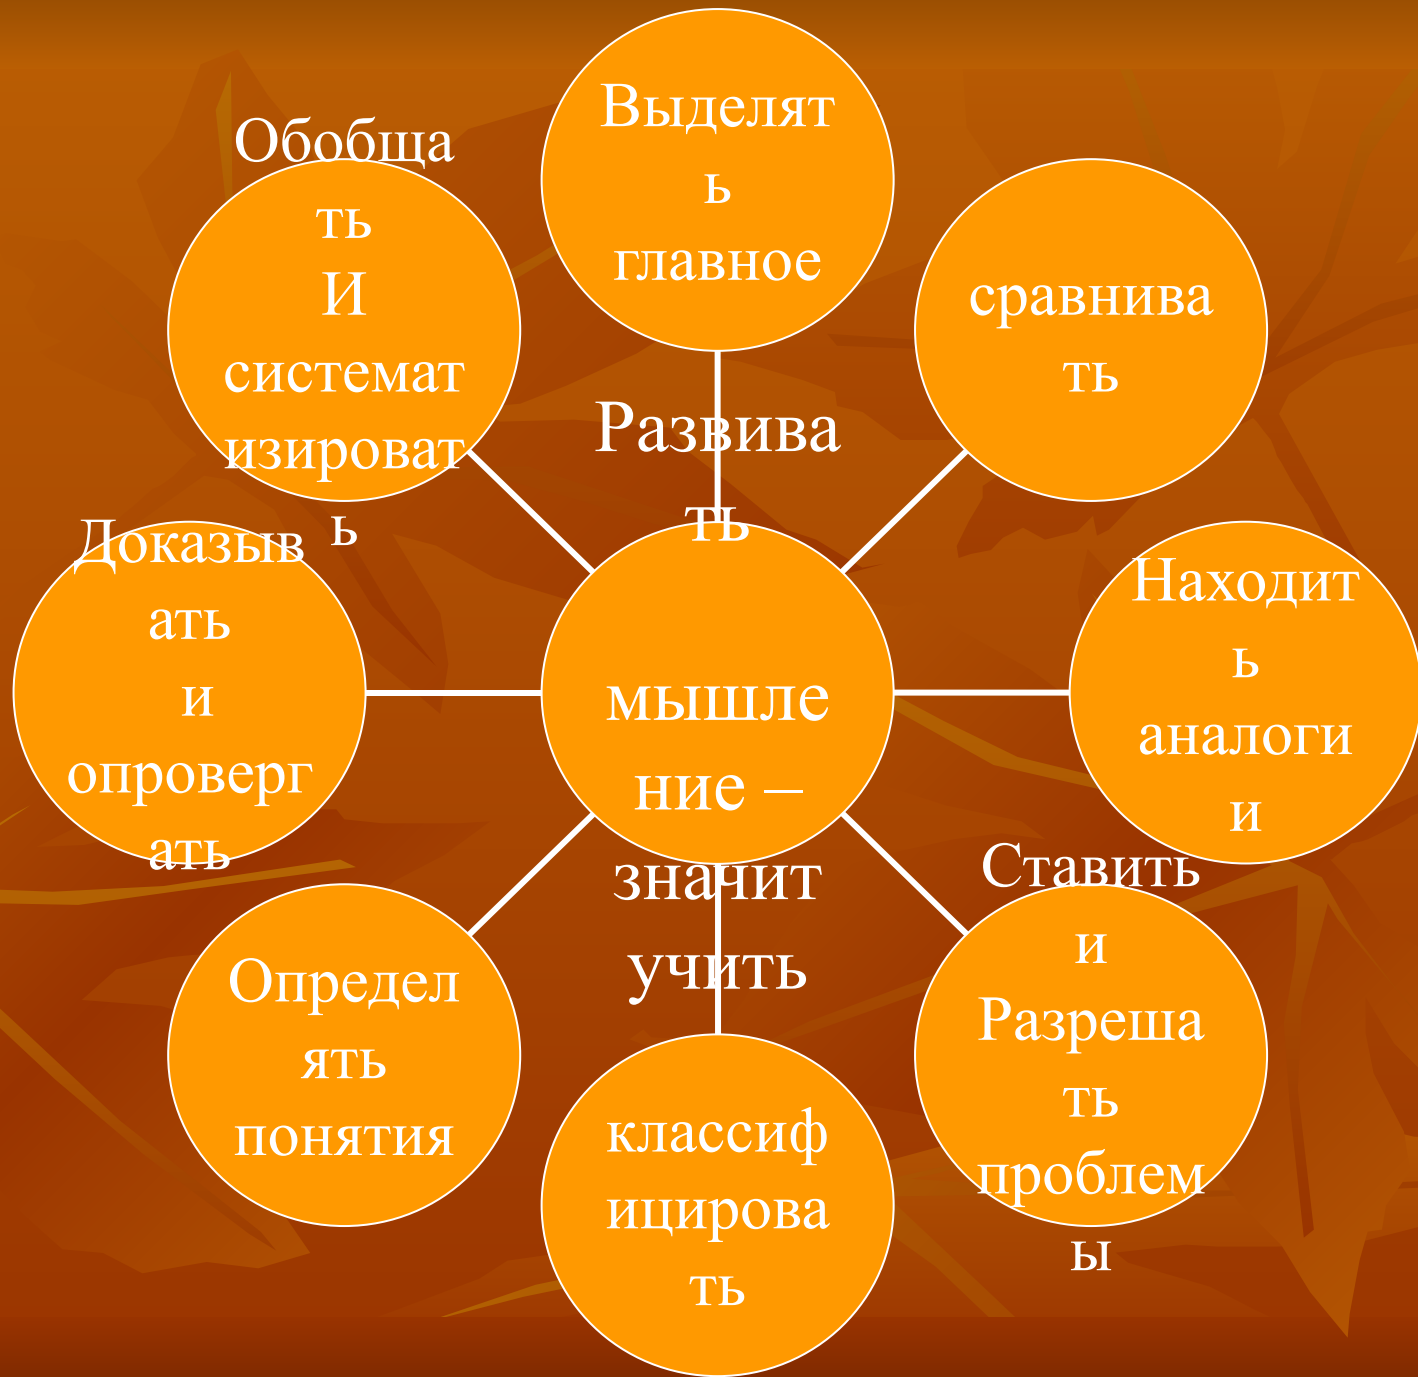 Выделят
ь
главное
сравнива
ть
Находит
ь
аналоги
и
Ставить
и
Разреша
ть
проблем
ы
классиф
ицирова
ть
Определ
ять
понятия
Доказыв
ать
и
опроверг
ать
Обобща
ть
И
системат
изироват
ь
Развива
ть
мышле
ние –
значит
учить